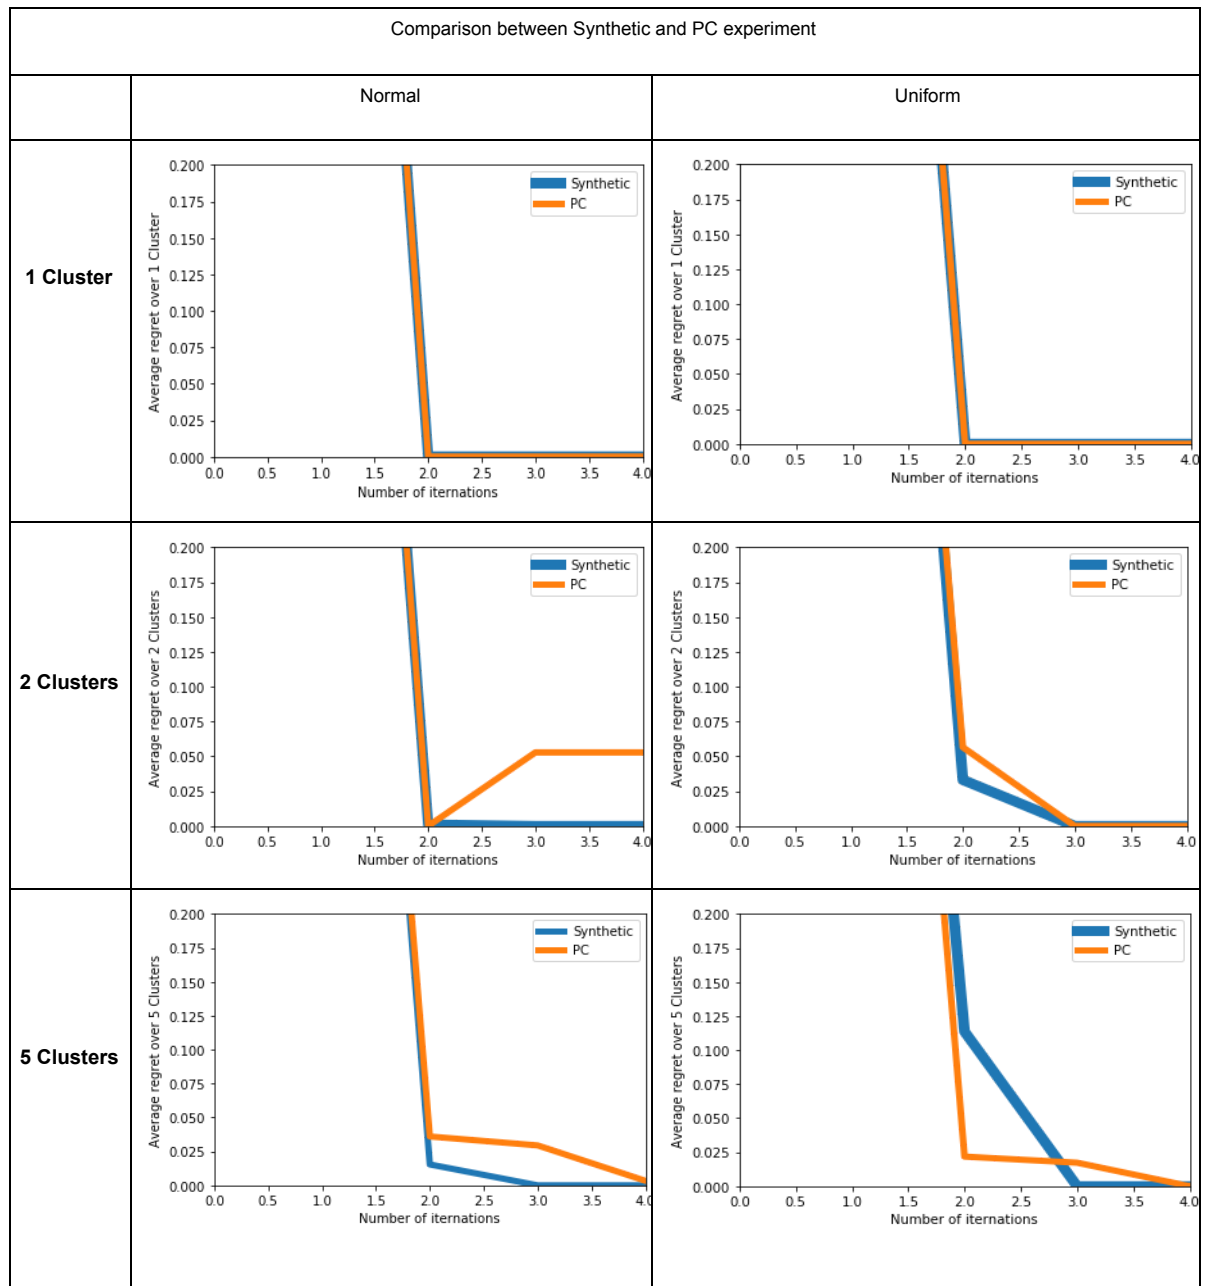 Comparison between Synthetic and PC experiment
Normal
Uniform
1 Cluster
Average regret over 1 Cluster
0.200
0.175
0.150
0.125
0.100
0.075
0.050
0.025
0.000
Synthetic
PC
0.0 0.5 1.0 1.5 2.0 2.5 3.0 3.5 4.0
Number of iternations
Average regret over 1 Cluster
0.200
0.175
0.150
0.125
0.100
0.075
0.050
0.025
0.000
Synthetic
PC
0.0 0.5 1.0 1.5 2.0 2.5 3.0 3.5 4.0
Number of iternations
2 Clusters
Average regret over 2 Clusters
0.200
0.175
0.150
0.125
0.100
0.075
0.050
0.025
0.000
Synthetic
PC
0.0 0.5 1.0 1.5 2.0 2.5 3.0 3.5 4.0
Number of iternations
Average regret over 2 Clusters
0.200
0.175
0.150
0.125
0.100
0.075
0.050
0.025
0.000
Synthetic
PC
0.0 0.5 1.0 1.5 2.0 2.5 3.0 3.5 4.0
Number of iternations
5 Clusters
Average regret over 5 Clusters
0.200
0.175
0.150
0.125
0.100
0.075
0.050
0.025
0.000
Synthetic
PC
0.0 0.5 1.0 1.5 2.0 2.5 3.0 3.5 4.0
Number of iternations
Average regret over 5 Clusters
0.200
0.175
0.150
0.125
0.100
0.075
0.050
0.025
0.000
Synthetic
PC
0.0 0.5 1.0 1.5 2.0 2.5 3.0 3.5 4.0
Number of iternations